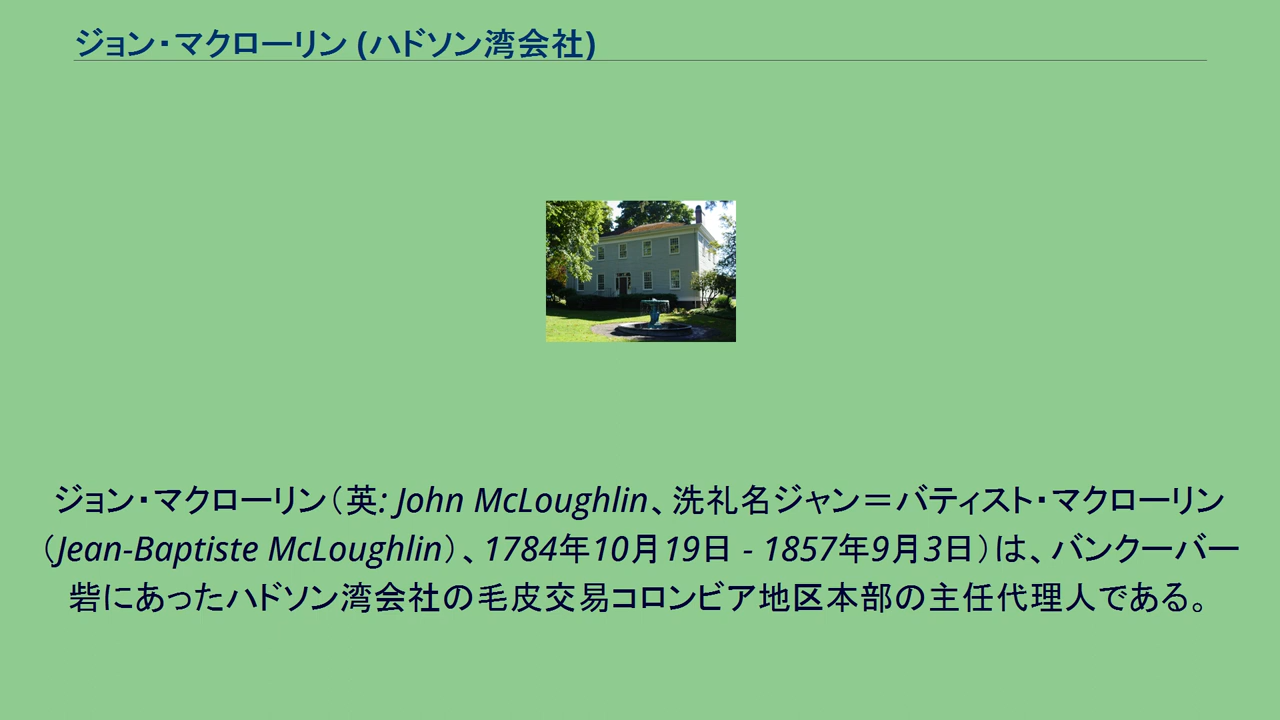 ジョン・マクローリン (ハドソン湾会社)
ジョン・マクローリン（英: John McLoughlin、洗礼名ジャン＝バティスト・マクローリン
（Jean-Baptiste McLoughlin）、1784年10月19日 - 1857年9月3日）は、バンクーバー
砦にあったハドソン湾会社の毛皮交易コロンビア地区本部の主任代理人である。